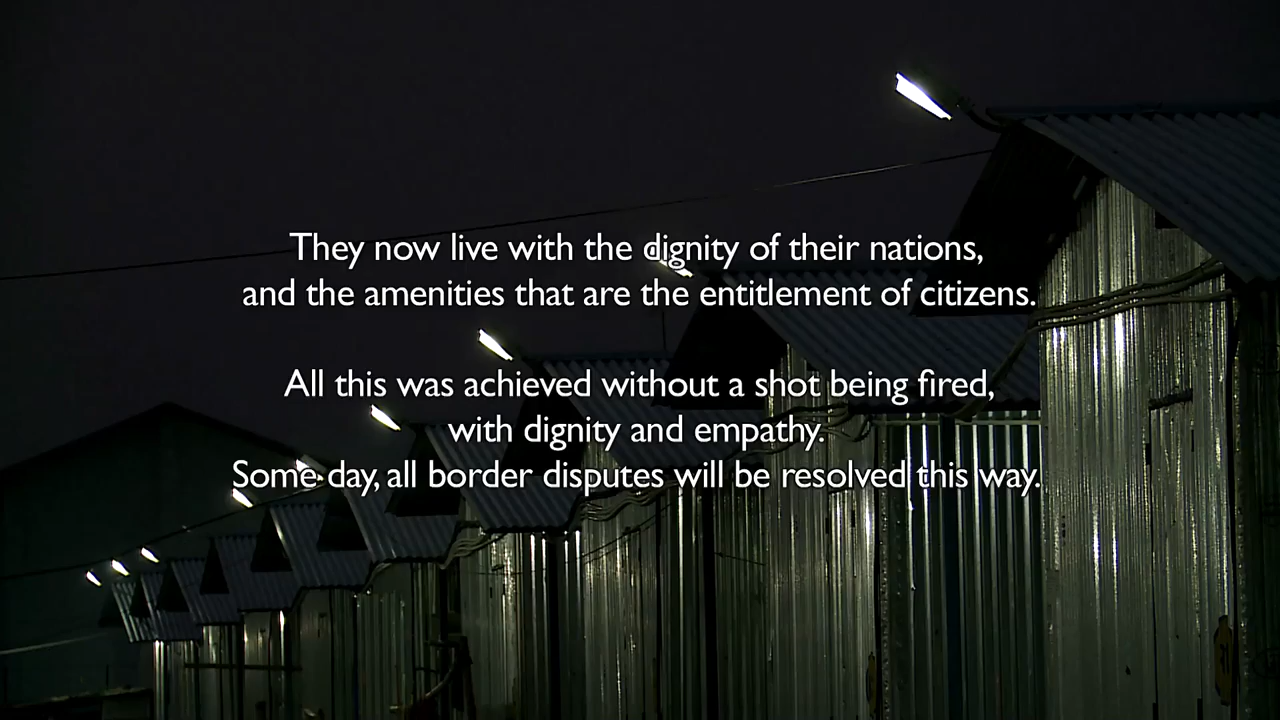 They now live with the dignity of their nations,
and the amenities that are the entitlement of citizens.
All this was achieved without a shot being fired,
with dignity and empathy.
Some day, all border disputes will be resolved this way.